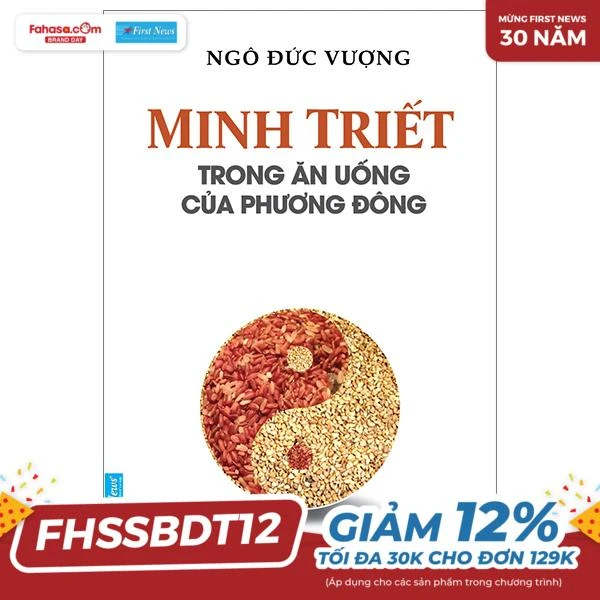 Fahasa.com
BRAND DAY
First News
MỪNG FIRST NEWS
30 NĂM
NGÔ ĐỨC VƯỢNG
MINH TRIẾT
TRONG ĂN UỐNG
CỦA PHƯƠNG ĐÔNG
News
FHSSBDT12
GIẢM 12%
TỐI ĐA 30K CHO ĐƠN 129K
(Áp dụng cho các sản phẩm trong chương trình)